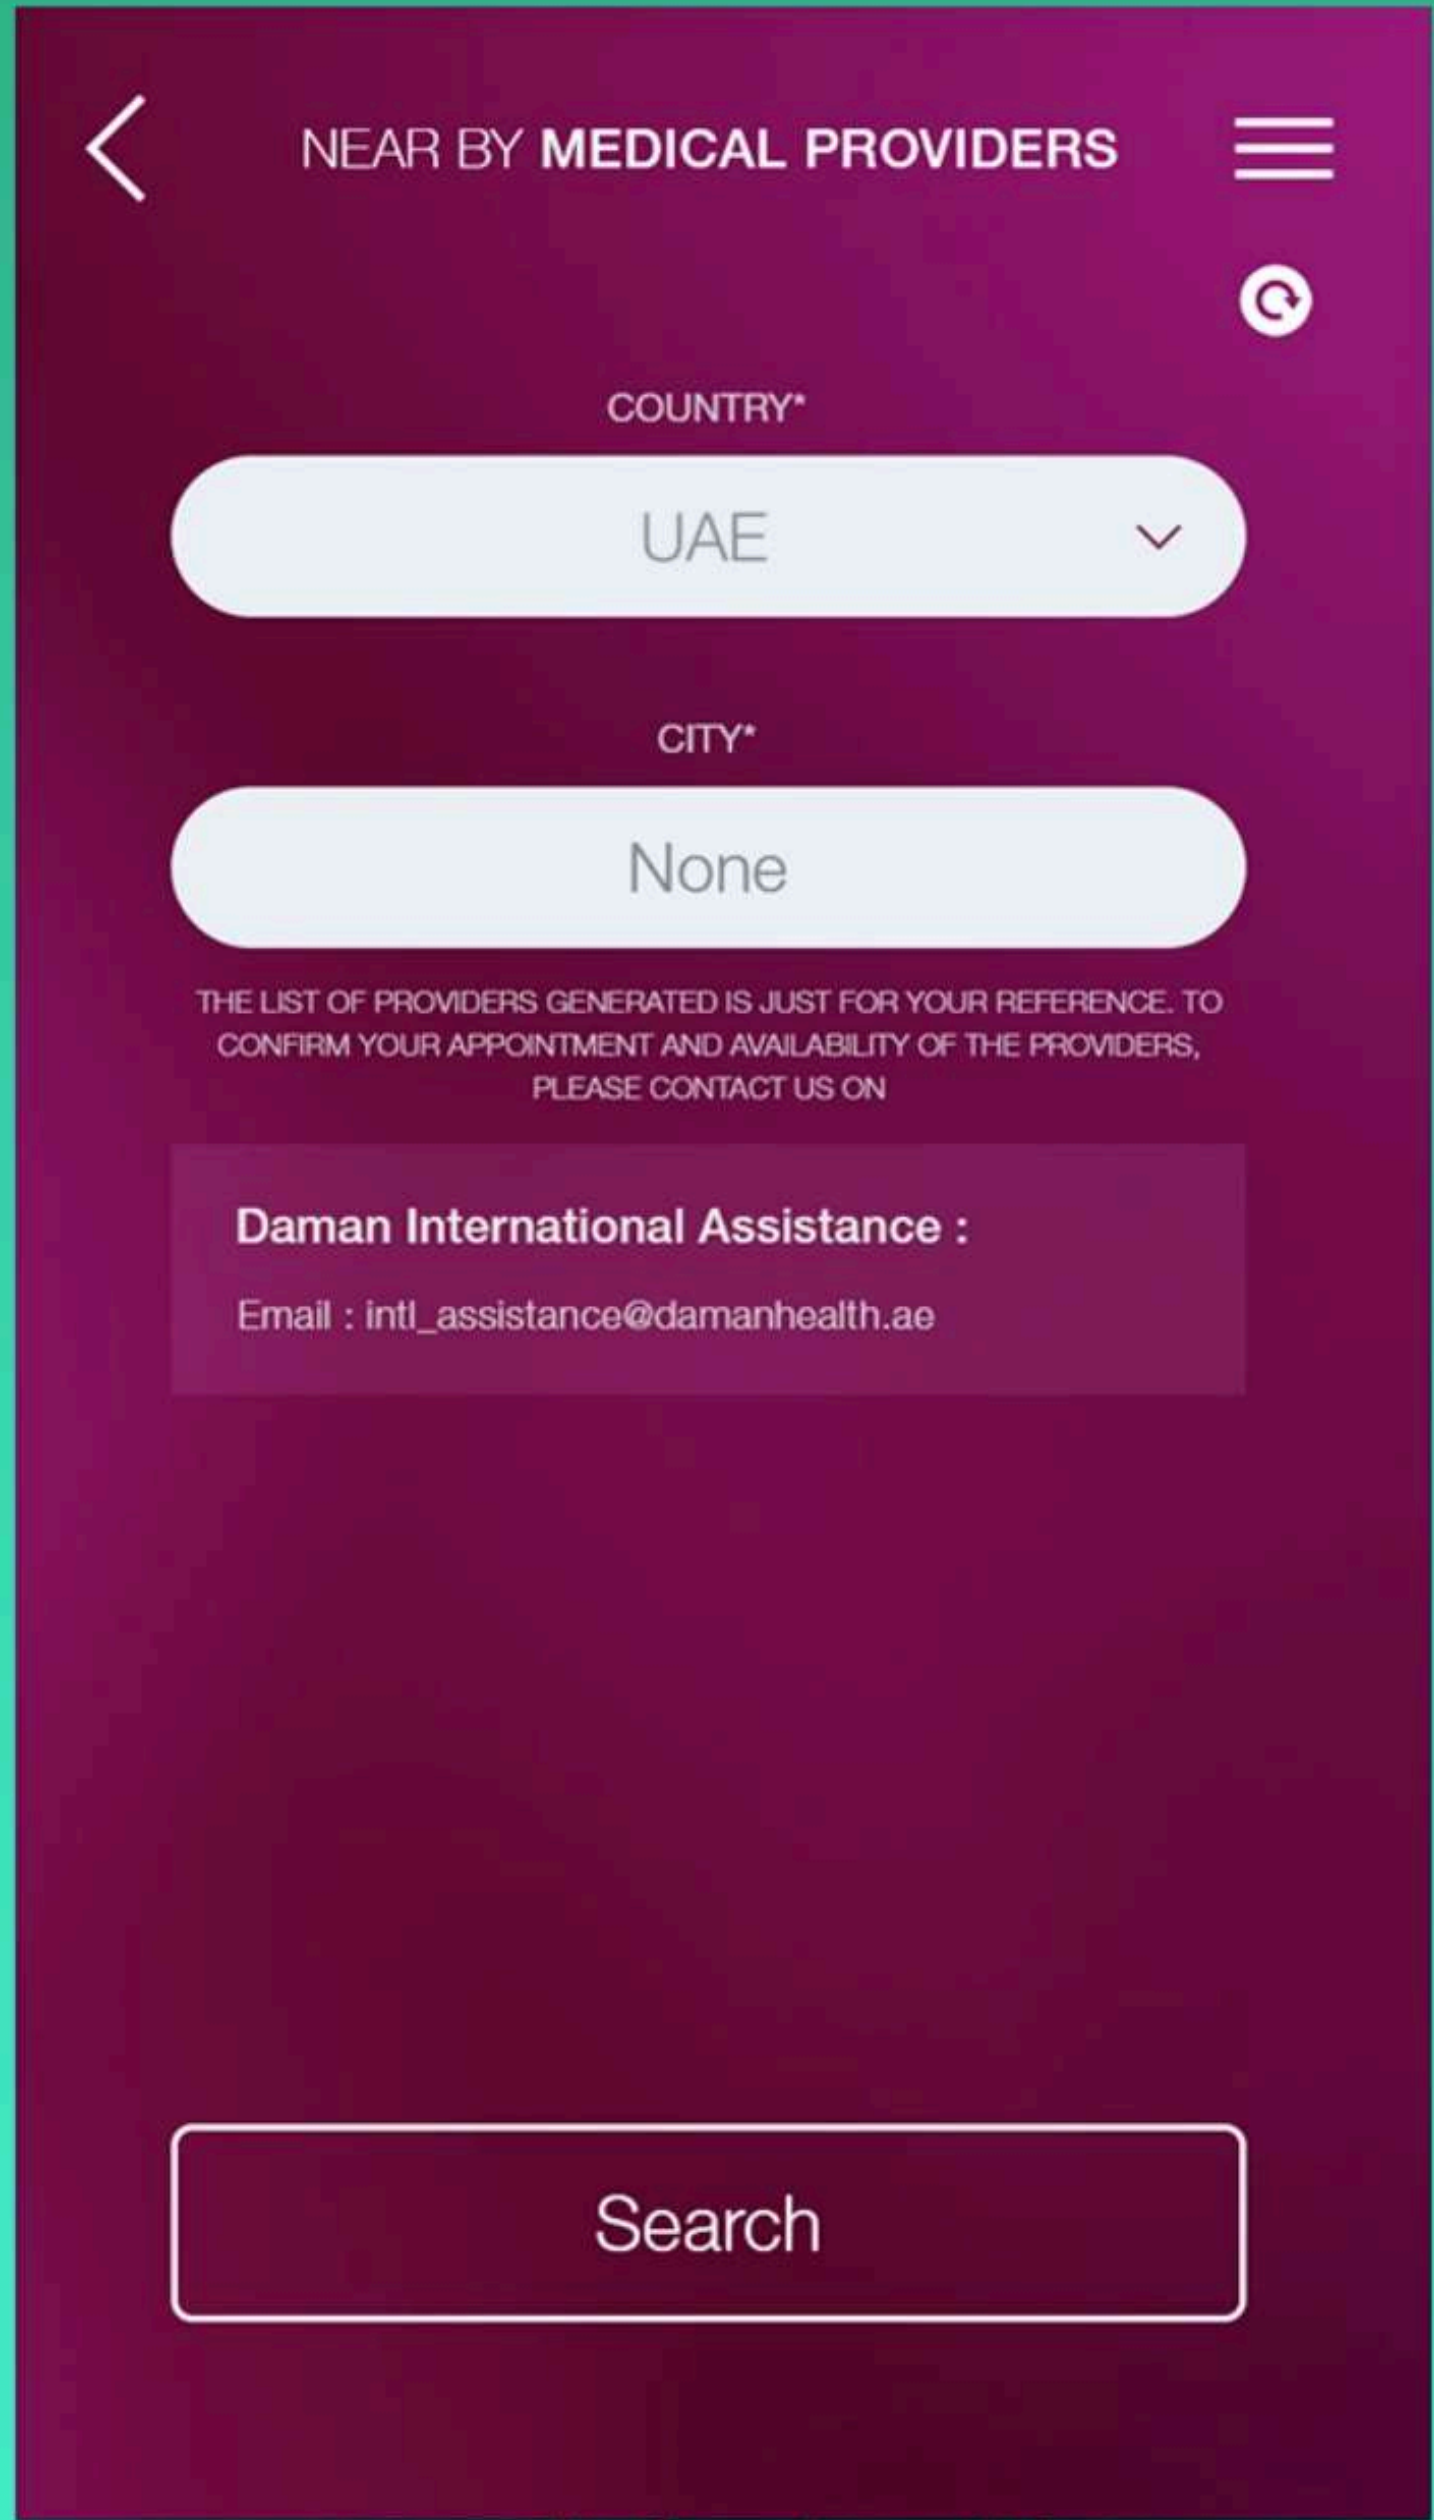 NEAR BY MEDICAL PROVIDERS
COUNTRY*
UAE
CITY*
None
THE LIST OF PROVIDERS GENERATED IS JUST FOR YOUR REFERENCE. TO
CONFIRM YOUR APPOINTMENT AND AVAILABILITY OF THE PROVIDERS,
PLEASE CONTACT US ON
Daman International Assistance :
Email : intl_assistance@damanhealth.ae
Search